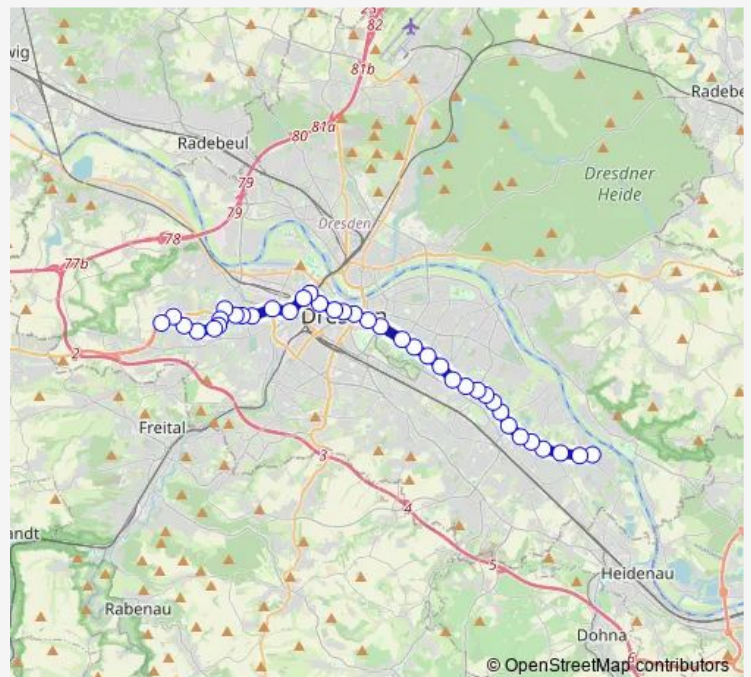 82
81b
wig
Radebe
81a
80
Radebeul
79
Dresdner
Heide
79
Dresden
78
77b
2
Freital
3
4
andt
5
Heidenau
Rabenau
Dohna
© OpenStreetMap contributors